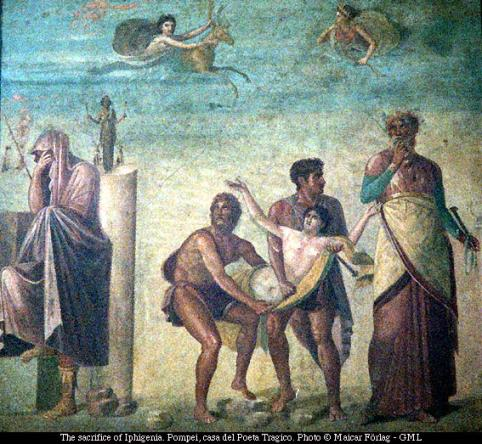 The sacrifice of Iphigenia. Pompei, casa del Poeta Tragico. Photo © Maicar Förlag - GML